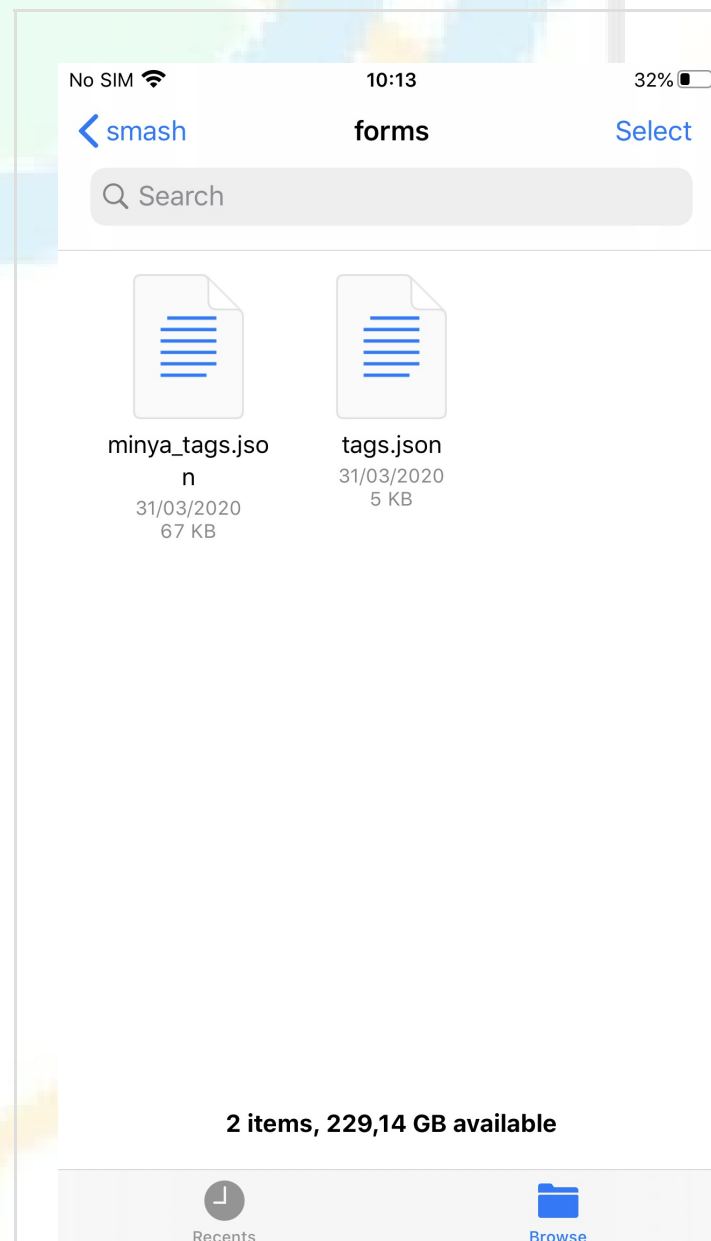 No SIM 10:13 32%
smash forms Select
Search
minya_tags.jso
n
31/03/2020
67 KB
tags.json
31/03/2020
5 KB
2 items, 229,14 GB available
Recents Browse